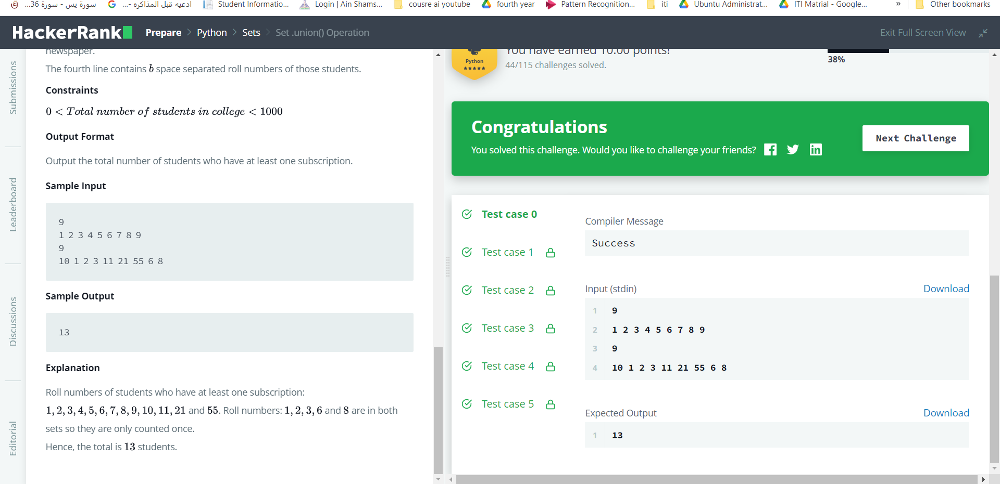 ...سورة يس - سورة 36
ادعيه قبل المذاكره -...
Student Informatio...
Login | Ain Shams...
cousre ai youtube
fourth year
Pattern Recognition...
iti
Ubuntu Administrat...
ITI Matrial - Google...
»
Other bookmarks
HackerRank
Prepare > Python > Sets > Set .union() Operation
Exit Full Screen View
Submissions
Leaderboard
Discussions
Editorial
newspaper.
The fourth line contains b space separated roll numbers of those students.
Constraints
0 < Total number of students in college < 1000
Output Format
Output the total number of students who have at least one subscription.
Sample Input
9
1 2 3 4 5 6 7 8 9
9
10 1 2 3 11 21 55 6 8
Sample Output
13
Explanation
Roll numbers of students who have at least one subscription:
1, 2, 3, 4, 5, 6, 7, 8, 9, 10, 11, 21 and 55. Roll numbers: 1, 2, 3, 6 and 8 are in both
sets so they are only counted once.
Hence, the total is 13 students.
Python
You have earned 10.00 points!
44/115 challenges solved.
38%
Congratulations
You solved this challenge. Would you like to challenge your friends?
Next Challenge
Test case 0
Test case 1
Test case 2
Test case 3
Test case 4
Test case 5
Compiler Message
Success
Input (stdin)
Download
1 9
2 1 2 3 4 5 6 7 8 9
3 9
4 10 1 2 3 11 21 55 6 8
Expected Output
Download
1 13